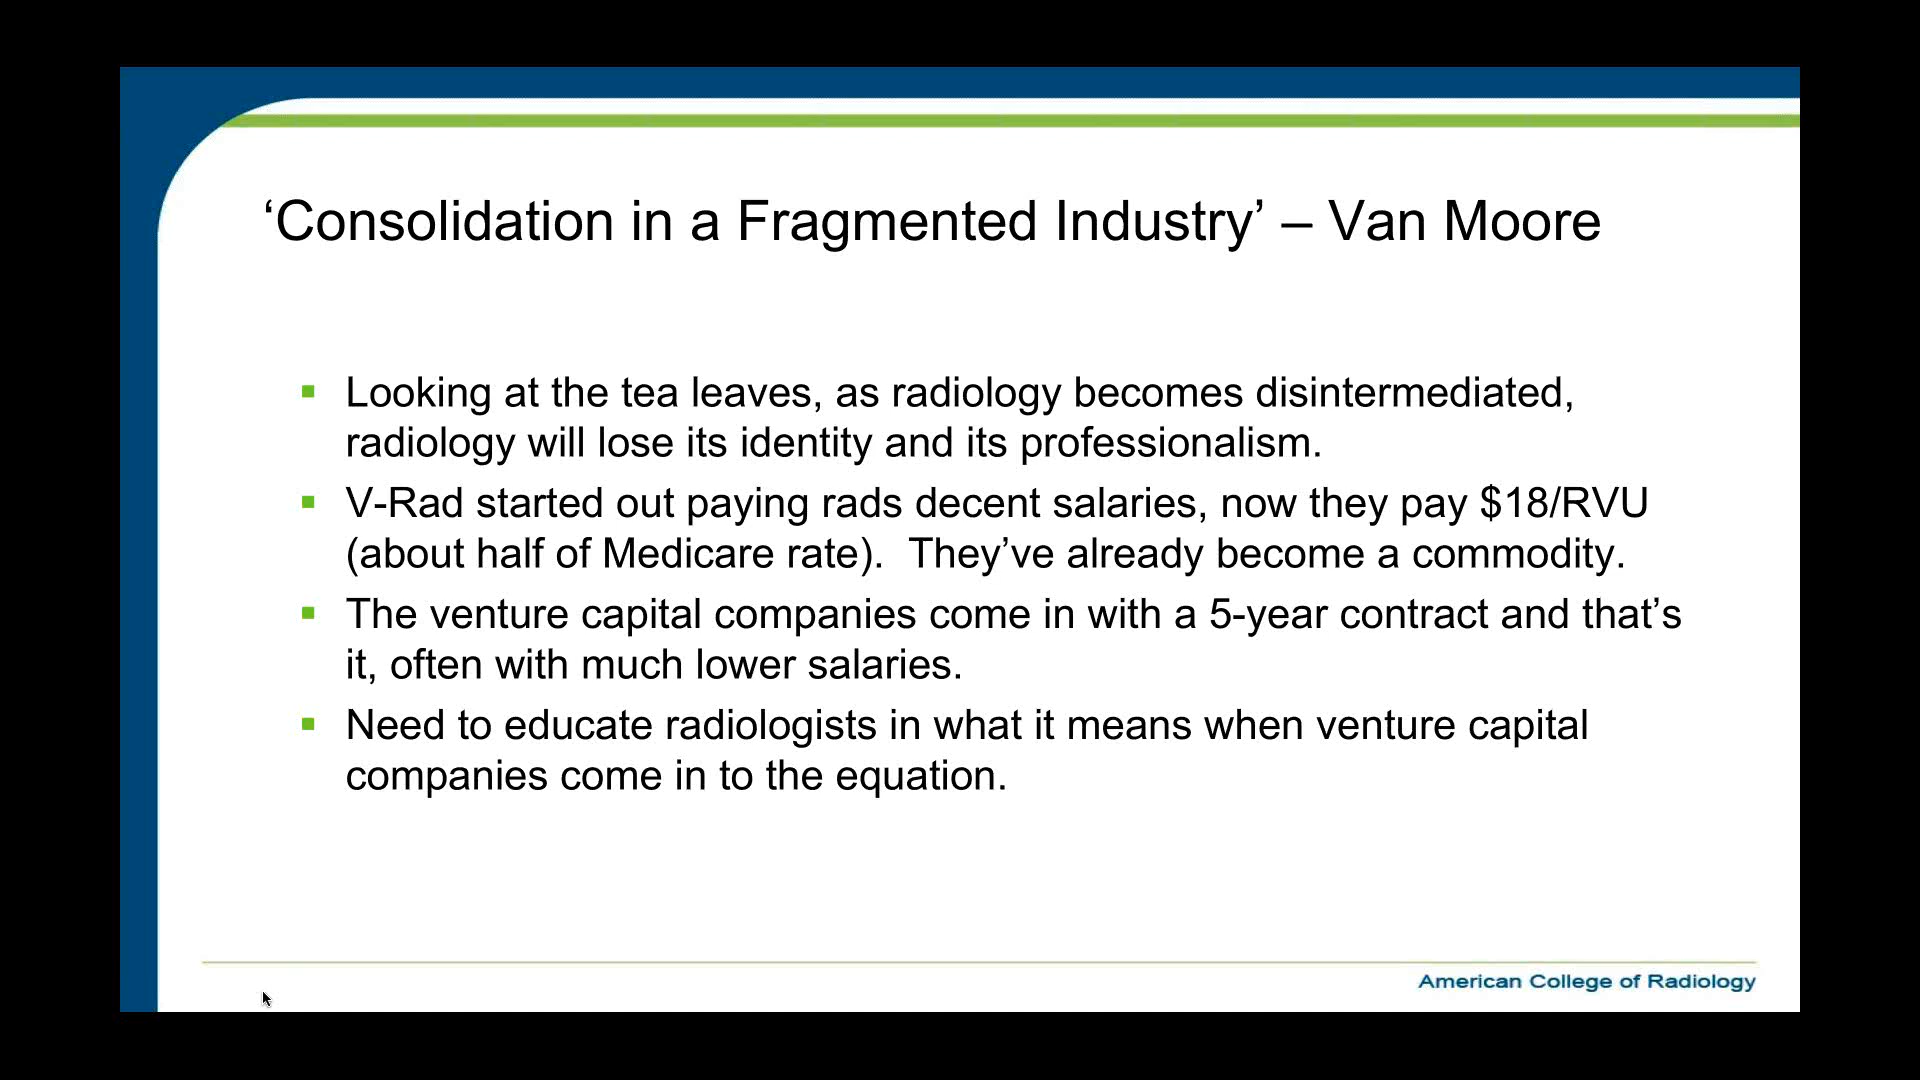 ‘Consolidation in a Fragmented Industry’ – Van Moore
Looking at the tea leaves, as radiology becomes disintermediated,
radiology will lose its identity and its professionalism.
V-Rad started out paying rads decent salaries, now they pay $18/RVU
(about half of Medicare rate).  They’ve already become a commodity.
The venture capital companies come in with a 5-year contract and that’s
it, often with much lower salaries.
Need to educate radiologists in what it means when venture capital
companies come in to the equation.
American College of Radiology